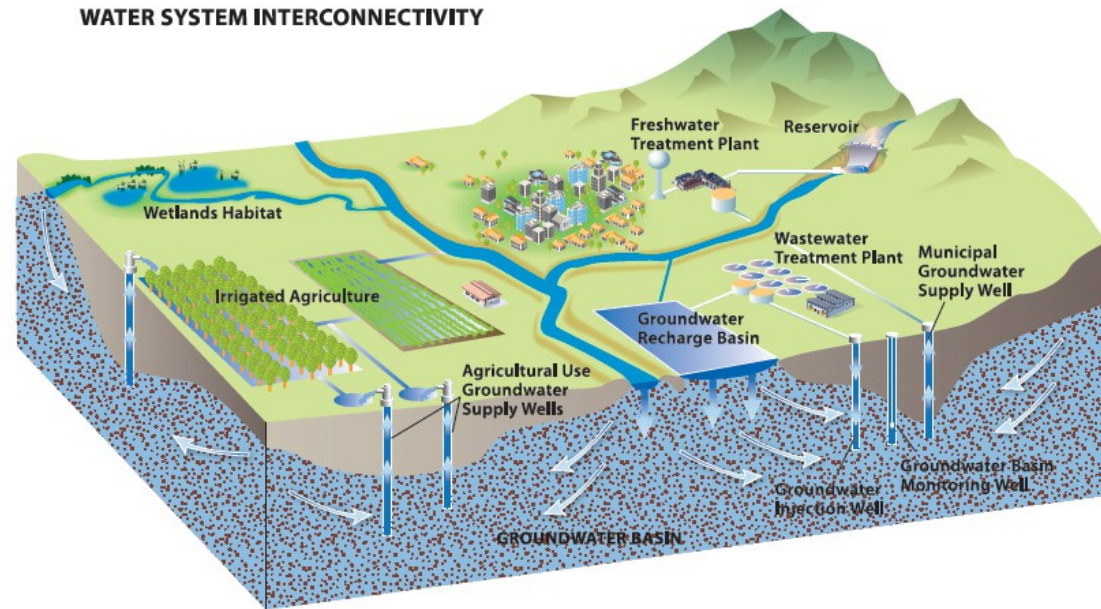 WATER SYSTEM INTERCONNECTIVITY
Freshwater
Treatment Plant
Reservoir
Wetlands Habitat
Wastewater
Treatment Plant
Municipal
Groundwater
Supply Well
Irrigated Agriculture
Groundwater
Recharge Basin
Agricultural Use
Groundwater
Supply Wells
Groundwater Basin
Monitoring Well
Groundwater
Injection Well
GROUNDWATER BASIN